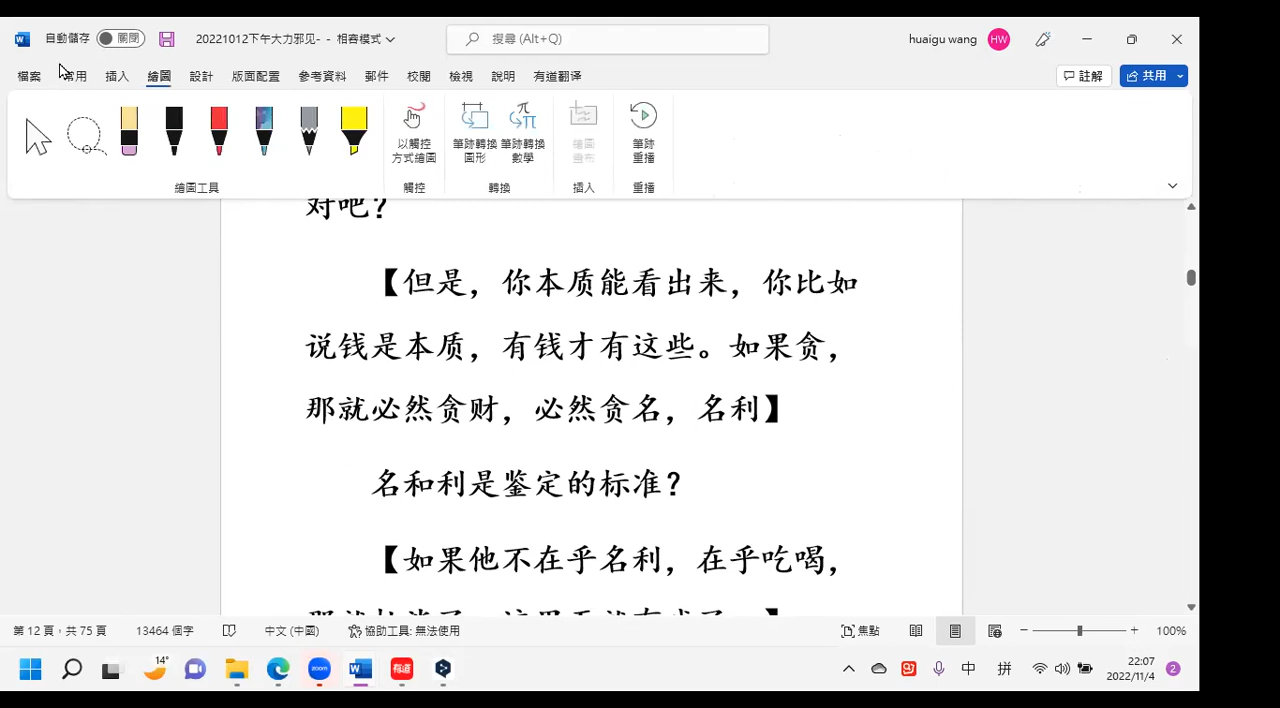 自動儲存 關閉 20221012下午大力邪见- - 相容模式 搜尋 (Alt+Q) huaigu wang HW
檔案 常用 插入 繪圖 設計 版面配置 參考資料 郵件 校閱 檢視 說明 有道翻译 註解 共用
以觸控 筆跡轉換 筆跡轉換 繪圖 筆跡
方式繪圖 圖形 數學 畫布 重播
繪圖工具 觸控 轉換 插入 重播
对吧？
【但是，你本质能看出来，你比如
说钱是本质，有钱才有这些。如果贪，
那就必然贪财，必然贪名，名利】
名和利是鉴定的标准？
【如果他不在乎名利，在乎吃喝，
第 12 頁，共 75 頁 13464 個字 中文 (中國) 協助工具: 無法使用 焦點 100%
14° zoom 有道 中 拼 22:07
2022/11/4 2